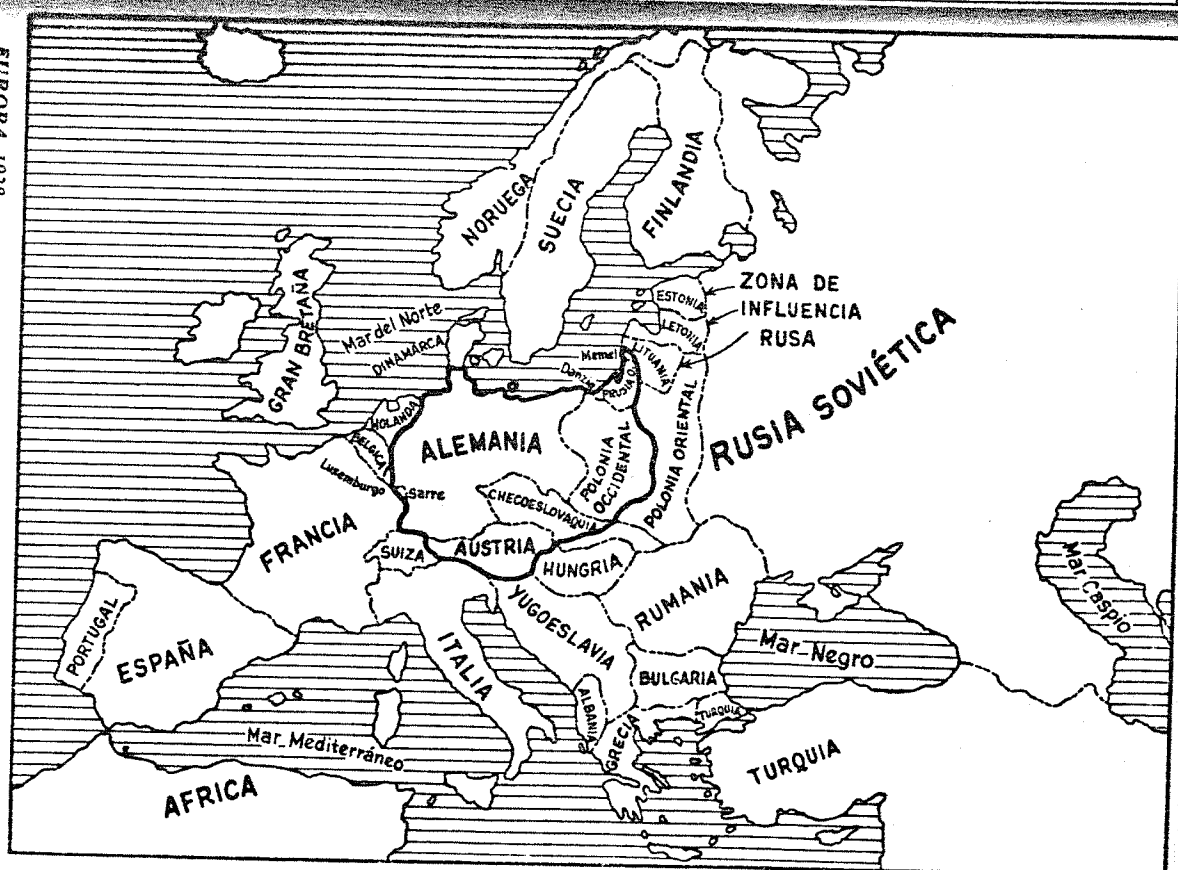 NORUEGA
SUECIA
FINLANDIA
ZONA DE
INFLUENCIA
RUSA
ESTONIA
LETONIA
LITUANIA
Memel
Danzig
PRUSIA O.
Mar del Norte
DINAMARCA
GRAN BRETAÑA
HOLANDA
BELGICA
Luxemburgo
Sarre
ALEMANIA
POLONIA
OCCIDENTAL
POLONIA ORIENTAL
RUSIA SOVIÉTICA
CHECOESLOVAQUIA
FRANCIA
SUIZA
AUSTRIA
HUNGRIA
RUMANIA
YUGOESLAVIA
ITALIA
PORTUGAL
ESPAÑA
BULGARIA
ALBANIA
GRECIA
TURQUIA
TURQUIA
Mar Negro
Mar Caspio
Mar Mediterráneo
AFRICA